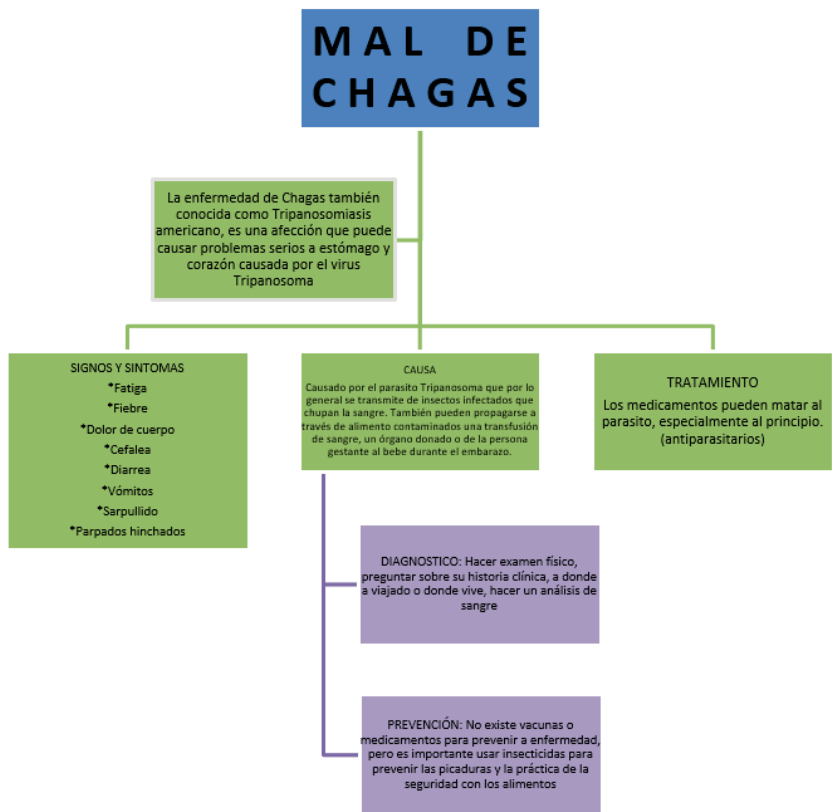 MAL DE
CHAGAS
La enfermedad de Chagas también
conocida como Tripanosomiasis
americano, es una afección que puede
causar problemas serios a estómago y
corazón causada por el virus
Tripanosoma
SIGNOS Y SINTOMAS
*Fatiga
*Fiebre
*Dolor de cuerpo
*Cefalea
*Diarrea
*Vómitos
*Sarpullido
*Parpados hinchados
CAUSA
Causado por el parasito Tripanosoma que por lo
general se transmite de insectos infectados que
chupan la sangre. También pueden propagarse a
través de alimento contaminados una transfusión
de sangre, un órgano donado o de la persona
gestante al bebe durante el embarazo.
TRATAMIENTO
Los medicamentos pueden matar al
parasito, especialmente al principio.
(antiparasitarios)
DIAGNOSTICO: Hacer examen físico,
preguntar sobre su historia clínica, a donde
a viajado o donde vive, hacer un análisis de
sangre
PREVENCIÓN: No existe vacunas o
medicamentos para prevenir a enfermedad,
pero es importante usar insecticidas para
prevenir las picaduras y la práctica de la
seguridad con los alimentos